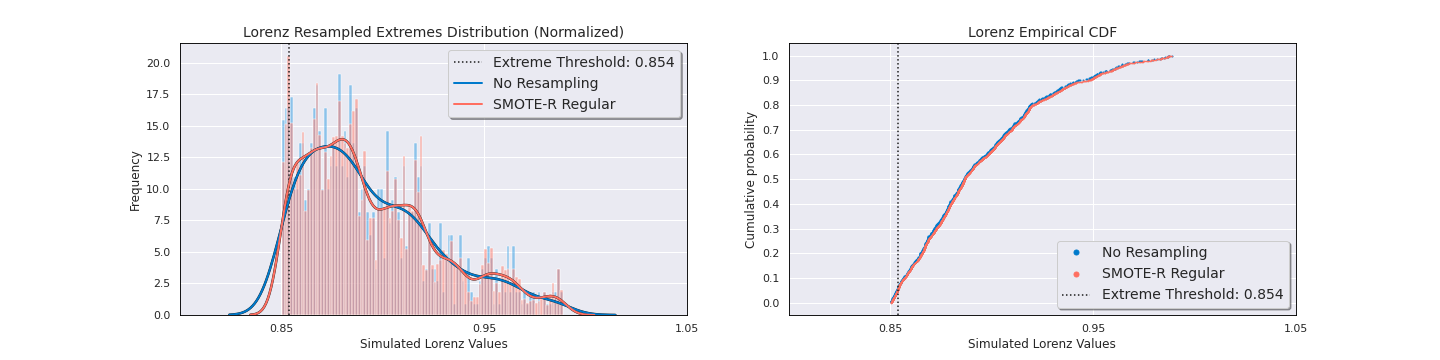 Lorenz Resampled Extremes Distribution (Normalized)
Frequency
20.0
17.5
15.0
12.5
10.0
7.5
5.0
2.5
0.0
Extreme Threshold: 0.854
No Resampling
SMOTE-R Regular
0.85
0.95
1.05
Simulated Lorenz Values
Lorenz Empirical CDF
Cumulative probability
1.0
0.9
0.8
0.7
0.6
0.5
0.4
0.3
0.2
0.1
0.0
No Resampling
SMOTE-R Regular
Extreme Threshold: 0.854
0.85
0.95
1.05
Simulated Lorenz Values